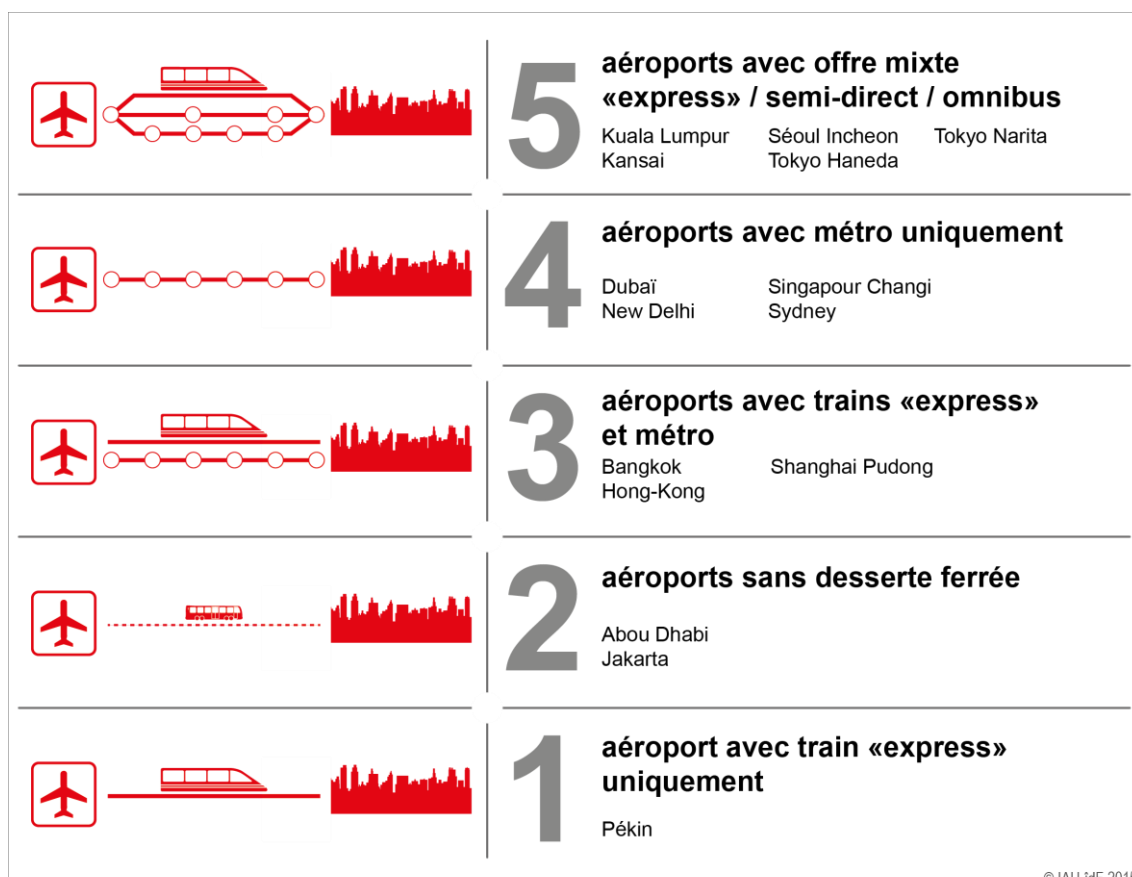 5
aéroports avec offre mixte
«express» / semi-direct / omnibus
Kuala Lumpur Séoul Incheon Tokyo Narita
Kansai Tokyo Haneda
4
aéroports avec métro uniquement
Dubaï Singapour Changi
New Delhi Sydney
3
aéroports avec trains «express»
et métro
Bangkok Shanghai Pudong
Hong-Kong
2
aéroports sans desserte ferrée
Abou Dhabi
Jakarta
1
aéroport avec train «express»
uniquement
Pékin